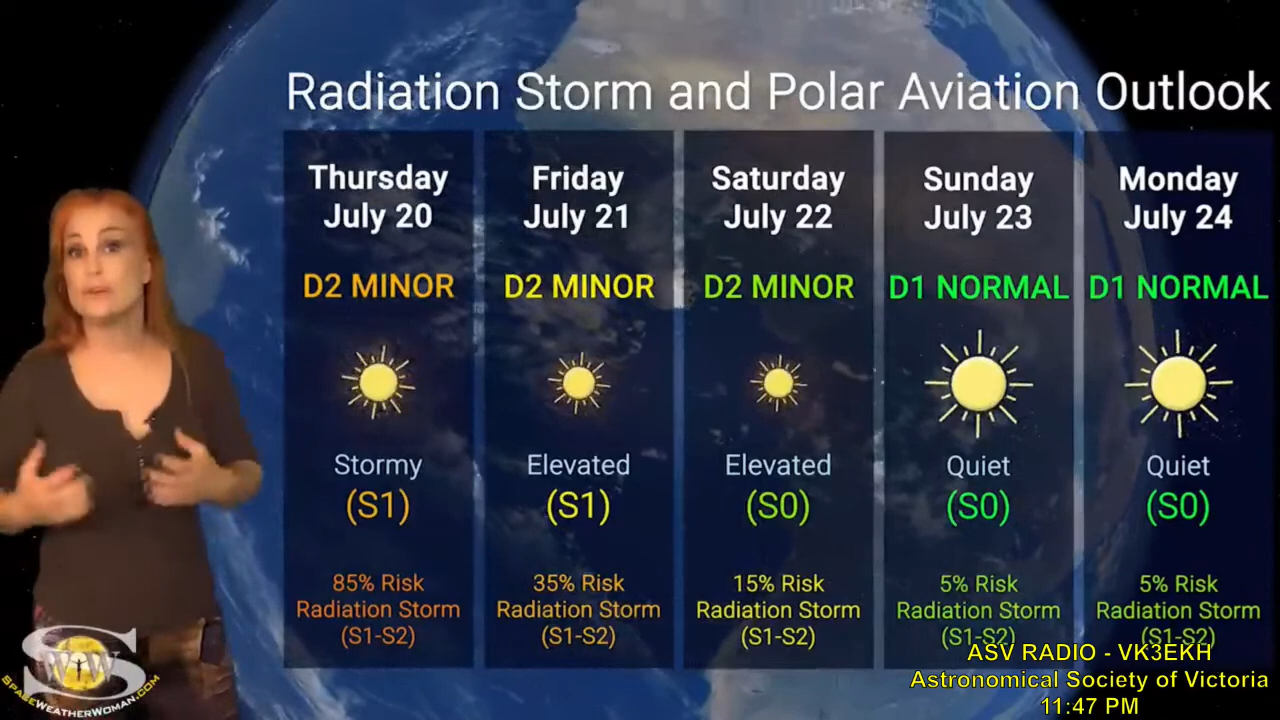 Radiation Storm and Polar Aviation Outlook
Thursday
July 20
D2 MINOR
Stormy
(S1)
85% Risk
Radiation Storm
(S1-S2)
Friday
July 21
D2 MINOR
Elevated
(S1)
35% Risk
Radiation Storm
(S1-S2)
Saturday
July 22
D2 MINOR
Elevated
(S0)
15% Risk
Radiation Storm
(S1-S2)
Sunday
July 23
D1 NORMAL
Quiet
(S0)
5% Risk
Radiation Storm
(S1-S2)
Monday
July 24
D1 NORMAL
Quiet
(S0)
5% Risk
Radiation Storm
(S1-S2)
S
WW
SPACEWEATHERWOMAN.COM
ASV RADIO - VK3EKH
Astronomical Society of Victoria
11:47 PM